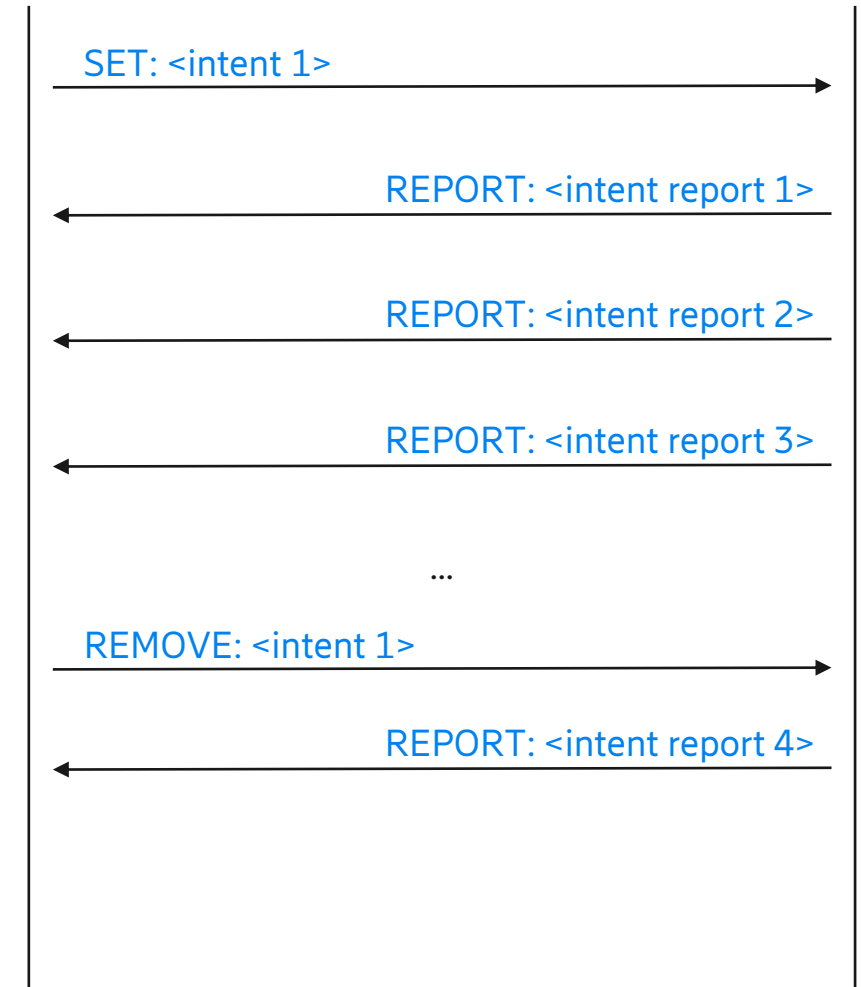 SET: <intent 1>
REPORT: <intent report 1>
REPORT: <intent report 2>
REPORT: <intent report 3>
...
REMOVE: <intent 1>
REPORT: <intent report 4>